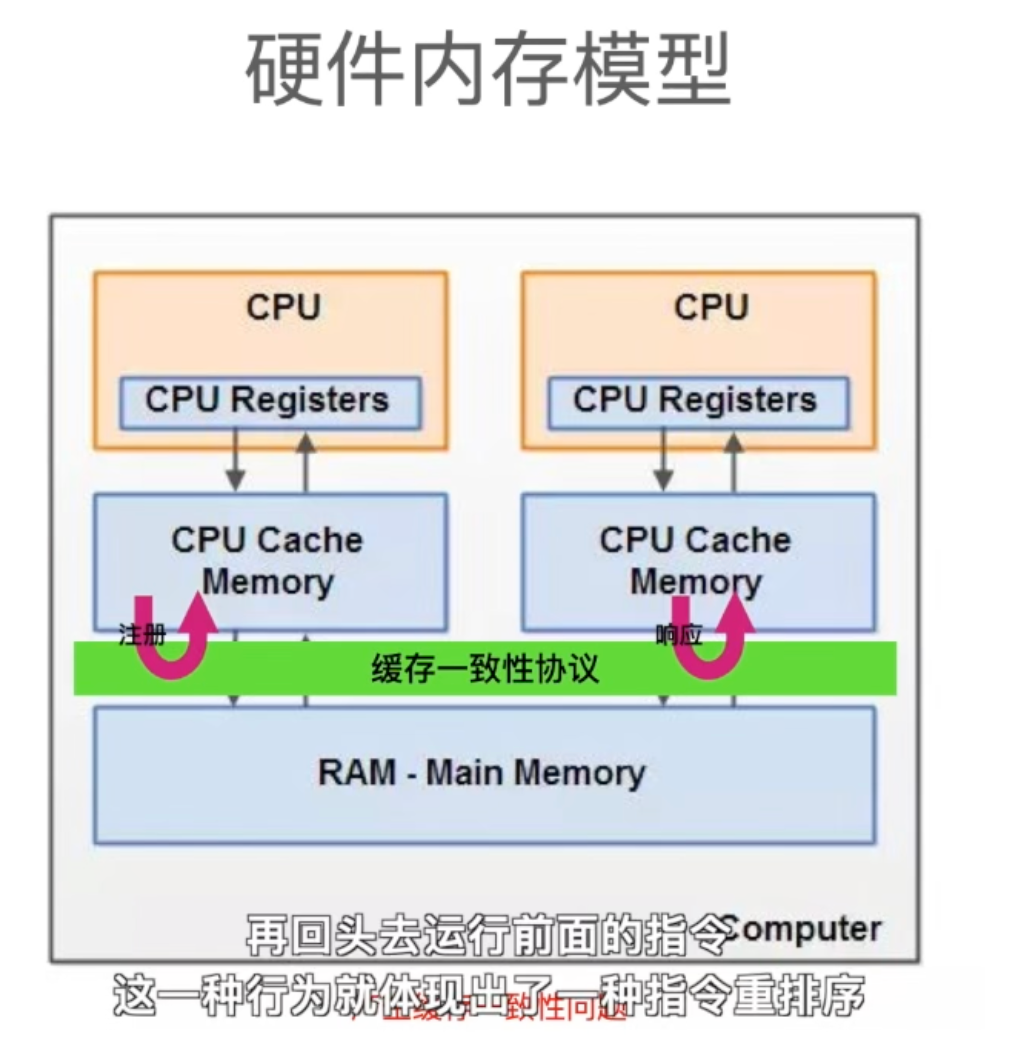 硬件内存模型
CPU
CPU
CPU Registers
CPU Registers
CPU Cache
Memory
CPU Cache
Memory
注册
响应
缓存一致性协议
RAM - Main Memory
Computer
再回头去运行前面的指令
这一种行为就体现出了一种指令重排序
缓存一致性问题